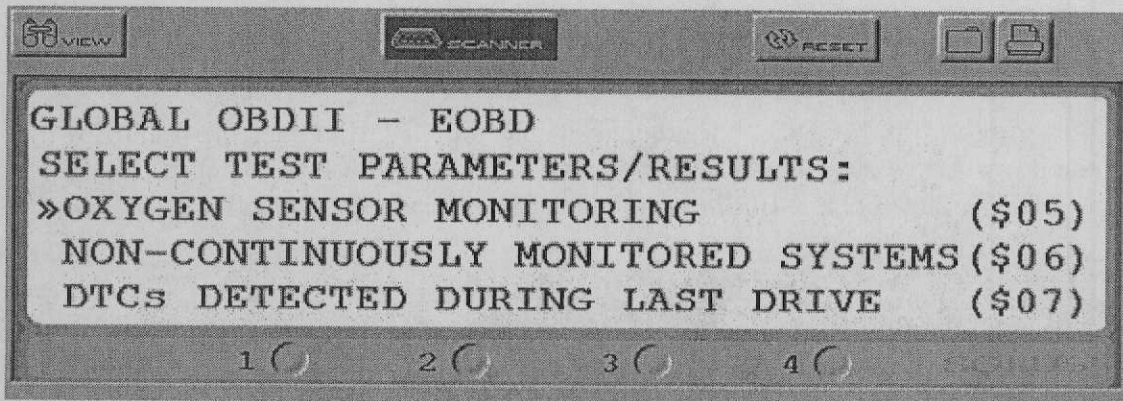 VIEW SCANNER RESET
GLOBAL OBDII - EOBD
SELECT TEST PARAMETERS/RESULTS:
»OXYGEN SENSOR MONITORING ($05)
NON-CONTINUOUSLY MONITORED SYSTEMS($06)
DTCs DETECTED DURING LAST DRIVE ($07)
1 2 3 4